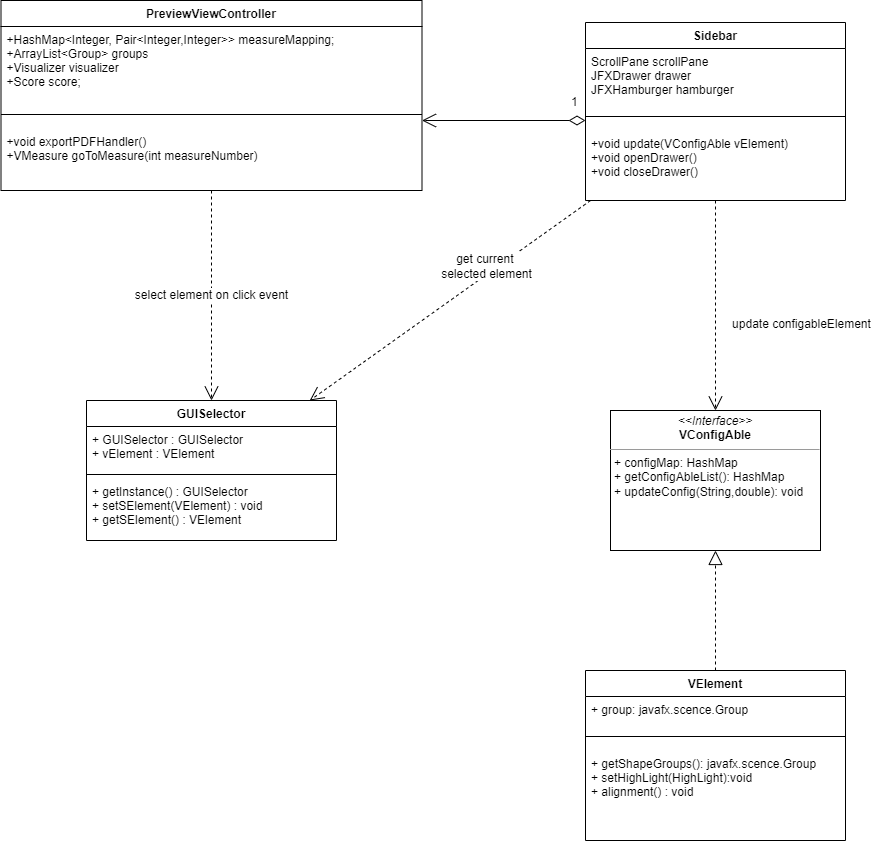 PreviewViewController
+HashMap<Integer, Pair<Integer,Integer>> measureMapping;
+ArrayList<Group> groups
+Visualizer visualizer
+Score score;
+void exportPDFHandler()
+VMeasure goToMeasure(int measureNumber)
Sidebar
ScrollPane scrollPane
JFXDrawer drawer
JFXHamburger hamburger
+void update(VConfigAble vElement)
+void openDrawer()
+void closeDrawer()
1
get current
selected element
select element on click event
update configableElement
GUISelector
+ GUISelector : GUISelector
+ vElement : VElement
+ getInstance() : GUISelector
+ setSElement(VElement) : void
+ getSElement() : VElement
<<Interface>>
VConfigAble
+ configMap: HashMap
+ getConfigAbleList(): HashMap
+ updateConfig(String,double): void
VElement
+ group: javafx.scence.Group
+ getShapeGroups(): javafx.scence.Group
+ setHighLight(HighLight):void
+ alignment() : void